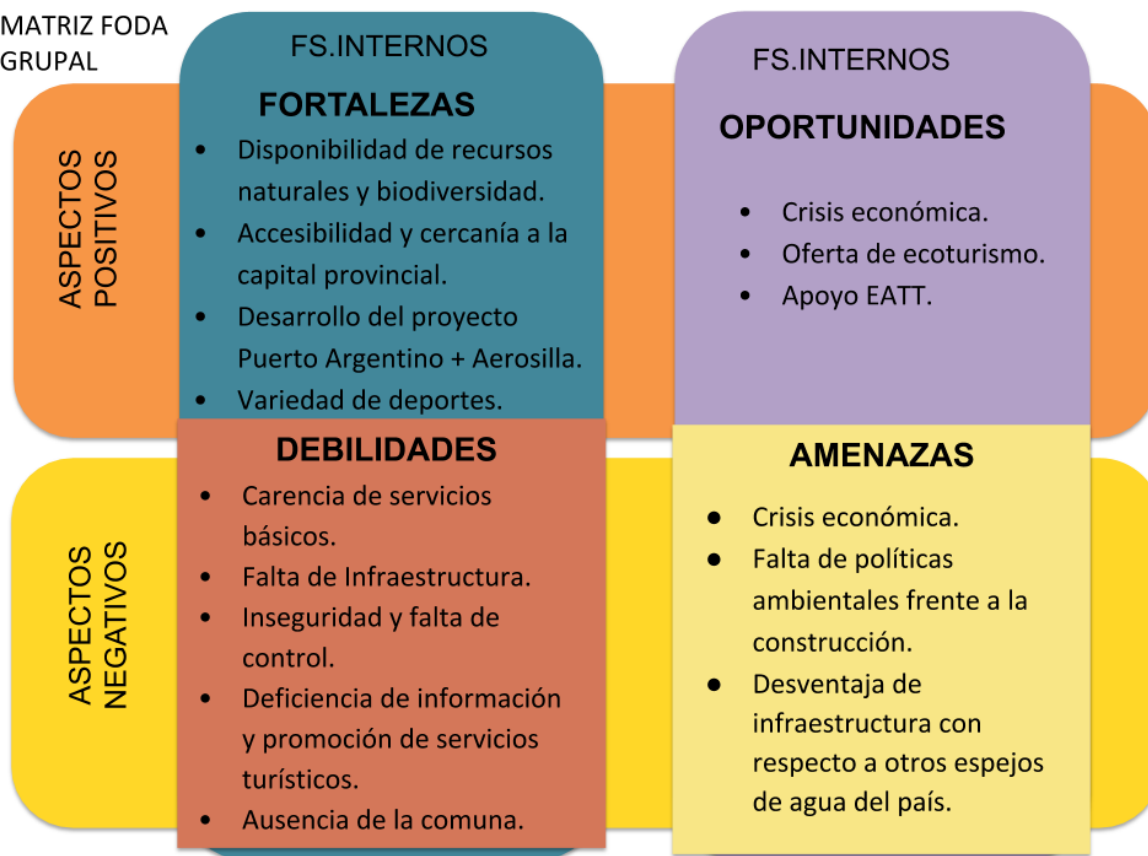 MATRIZ FODA
GRUPAL
FS.INTERNOS
FORTALEZAS
• Disponibilidad de recursos
naturales y biodiversidad.
• Accesibilidad y cercanía a la
capital provincial.
• Desarrollo del proyecto
Puerto Argentino + Aerosilla.
• Variedad de deportes.
FS.INTERNOS
OPORTUNIDADES
• Crisis económica.
• Oferta de ecoturismo.
• Apoyo EATT.
ASPECTOS
POSITIVOS
DEBILIDADES
• Carencia de servicios
básicos.
• Falta de Infraestructura.
• Inseguridad y falta de
control.
• Deficiencia de información
y promoción de servicios
turísticos.
• Ausencia de la comuna.
AMENAZAS
● Crisis económica.
● Falta de políticas
ambientales frente a la
construcción.
● Desventaja de
infraestructura con
respecto a otros espejos
de agua del país.
ASPECTOS
NEGATIVOS